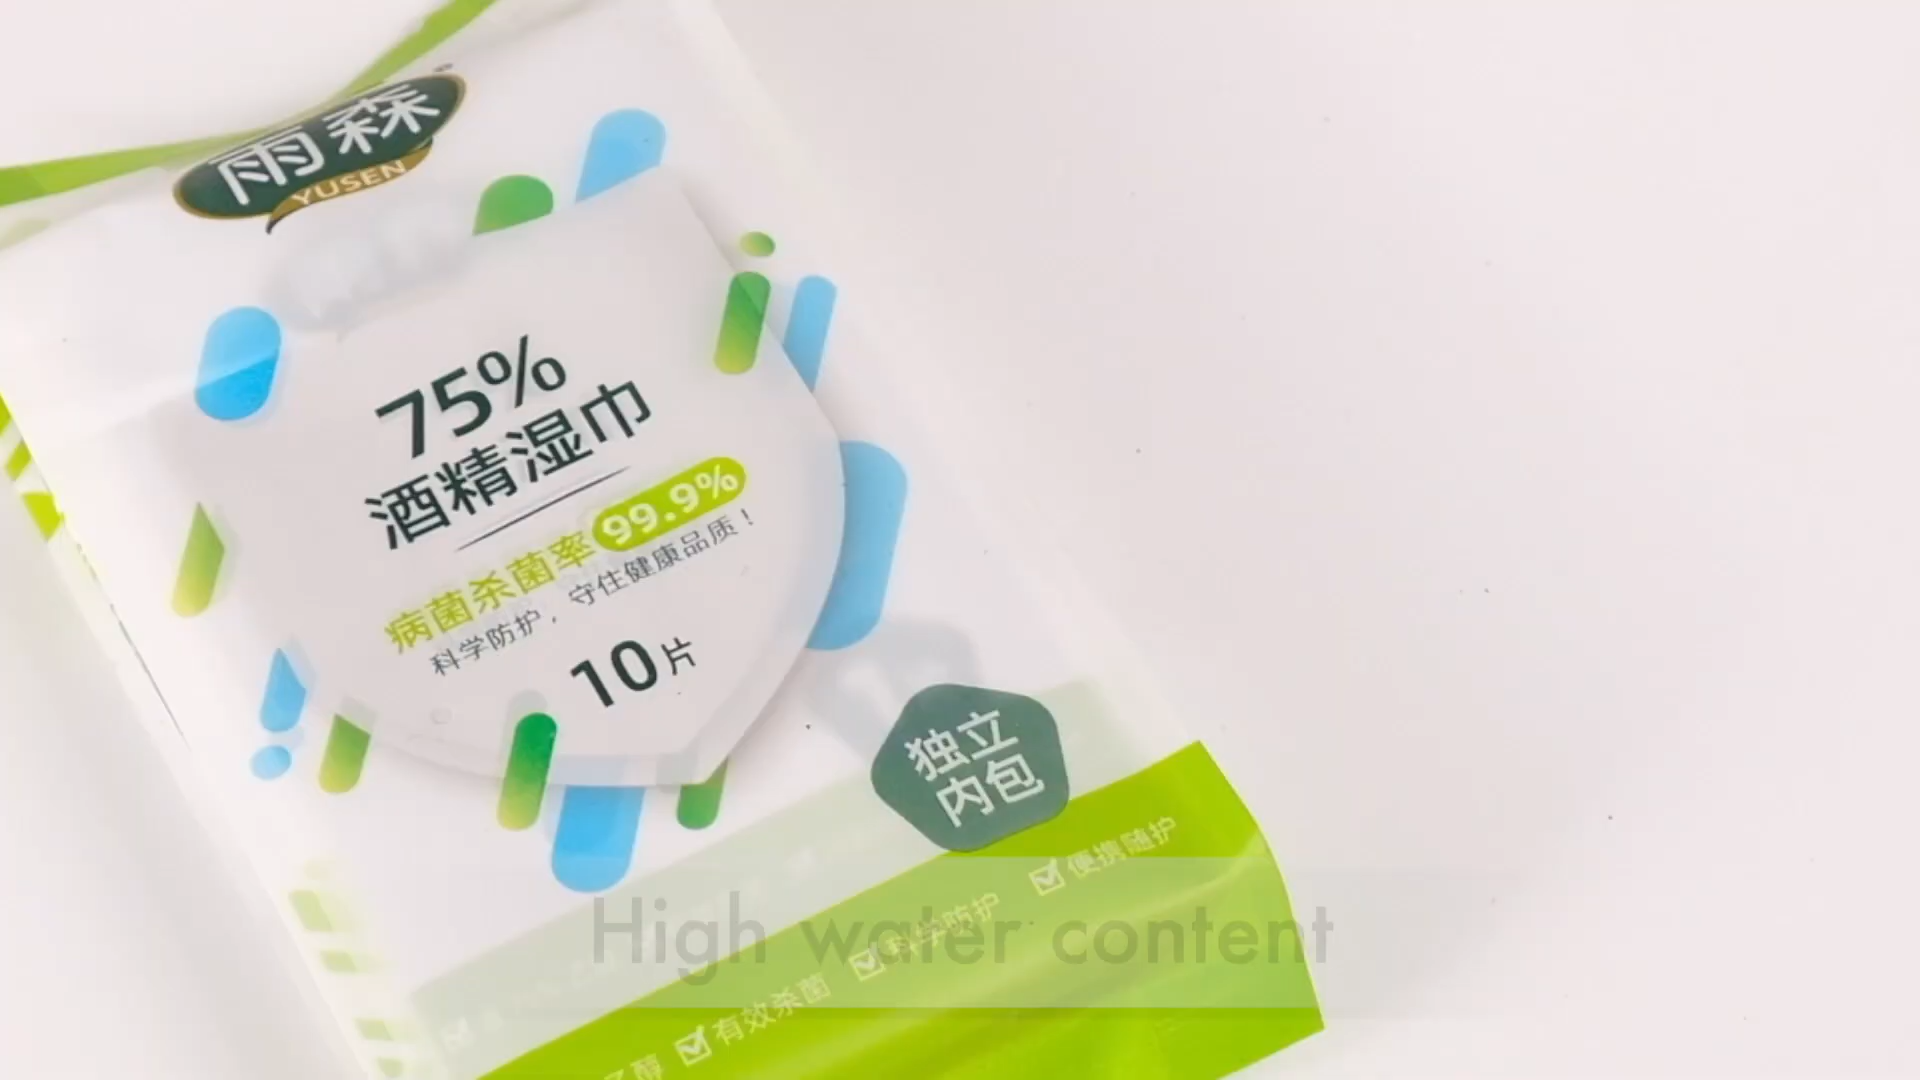 雨森
YUSEN
75%
酒精湿巾
病菌杀菌率99.9%
科学防护，守住健康品质！
10片
独立
内包
乙醇
有效杀菌
科学防护
便携随护
High water content